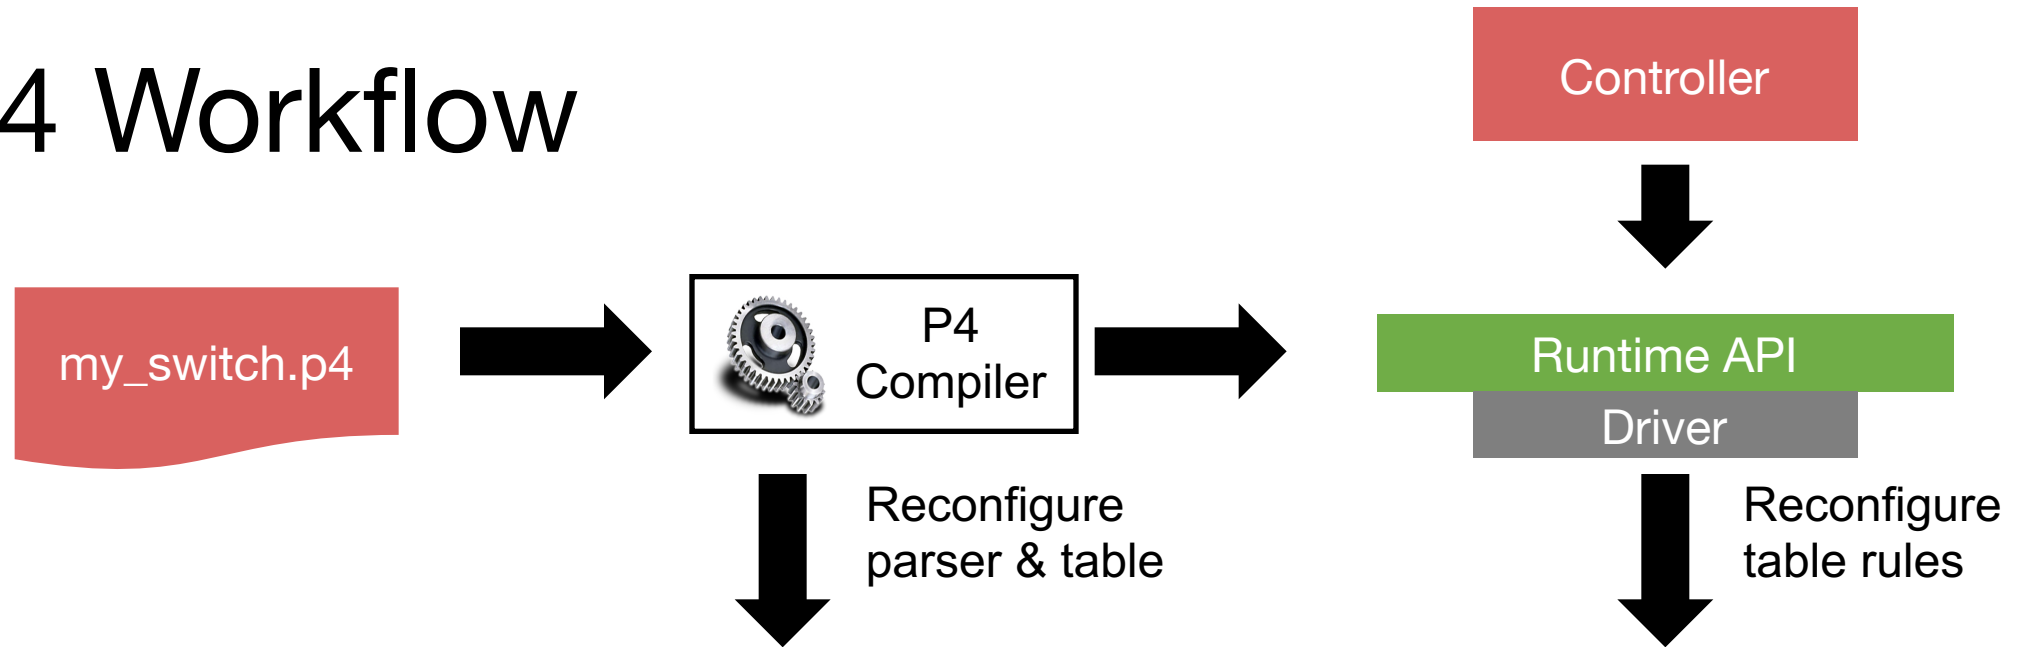 4 Workflow
Controller
my_switch.p4
P4
Compiler
Runtime API
Driver
Reconfigure
parser & table
Reconfigure
table rules